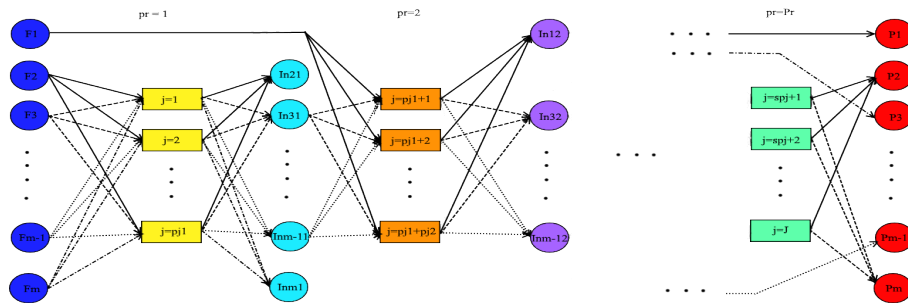 pr = 1
pr=2
pr=Pr
F1
In12
P1
F2
In21
P2
j=1
j=pj1+1
j=spj+1
F3
In31
In32
P3
j=2
j=pj1+2
j=spj+2
Fm-1
j=pj1
Inm-11
j=pj1+pj2
Inm-12
j=J
Pm-1
Fm
Inm1
Pm